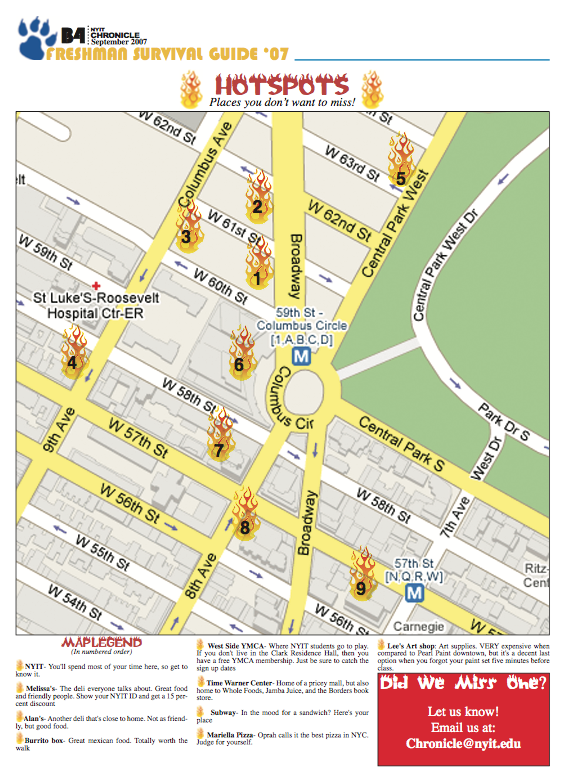 B4
NYIT
CHRONICLE
September 2007
FRESHMAN SURVIVAL GUIDE '07
HOTSPOTS
Places you don't want to miss!
W 62nd St
Columbus Ave
W 63rd St
5
Central Park West
2
W 62nd St
W 61st St
3
Broadway
Central Park West Dr
W 59th St
W 60th St
1
St Luke'S-Roosevelt
Hospital Ctr-ER
59th St -
Columbus Circle
[1,A,B,C,D]
M
4
6
Columbus Cir
W 58th St
Park Dr S
9th Ave
W 57th St
7
Central Park S
West Dr
W 56th St
8
Broadway
W 58th St
7th Ave
W 55th St
8th Ave
9
57th St
[N,Q,R,W]
M
Ritz-
Cent
W 54th St
W 56th St
Carnegie
W 57
MAPLEGEND
(In numbered order)
NYIT- You'll spend most of your time here, so get to
know it.
Melissa's- The deli everyone talks about. Great food
and friendly people. Show your NYIT ID and get a 15 per-
cent discount
Alan's- Another deli that's close to home. Not as friend-
ly, but good food.
Burrito box- Great mexican food. Totally worth the
walk
West Side YMCA- Where NYIT students go to play.
If you don't live in the Clark Residence Hall, then you
have a free YMCA membership. Just be sure to catch the
sign up dates
Time Warner Center- Home of a pricey mall, but also
home to Whole Foods, Jamba Juice, and the Borders book
store.
Subway- In the mood for a sandwich? Here's your
place
Mariella Pizza- Oprah calls it the best pizza in NYC.
Judge for yourself.
Lee's Art shop: Art supplies. VERY expensive when
compared to Pearl Paint downtown, but it's a decent last
option when you forgot your paint set five minutes before
class.
Did We Miss One?
Let us know!
Email us at:
Chronicle@nyit.edu